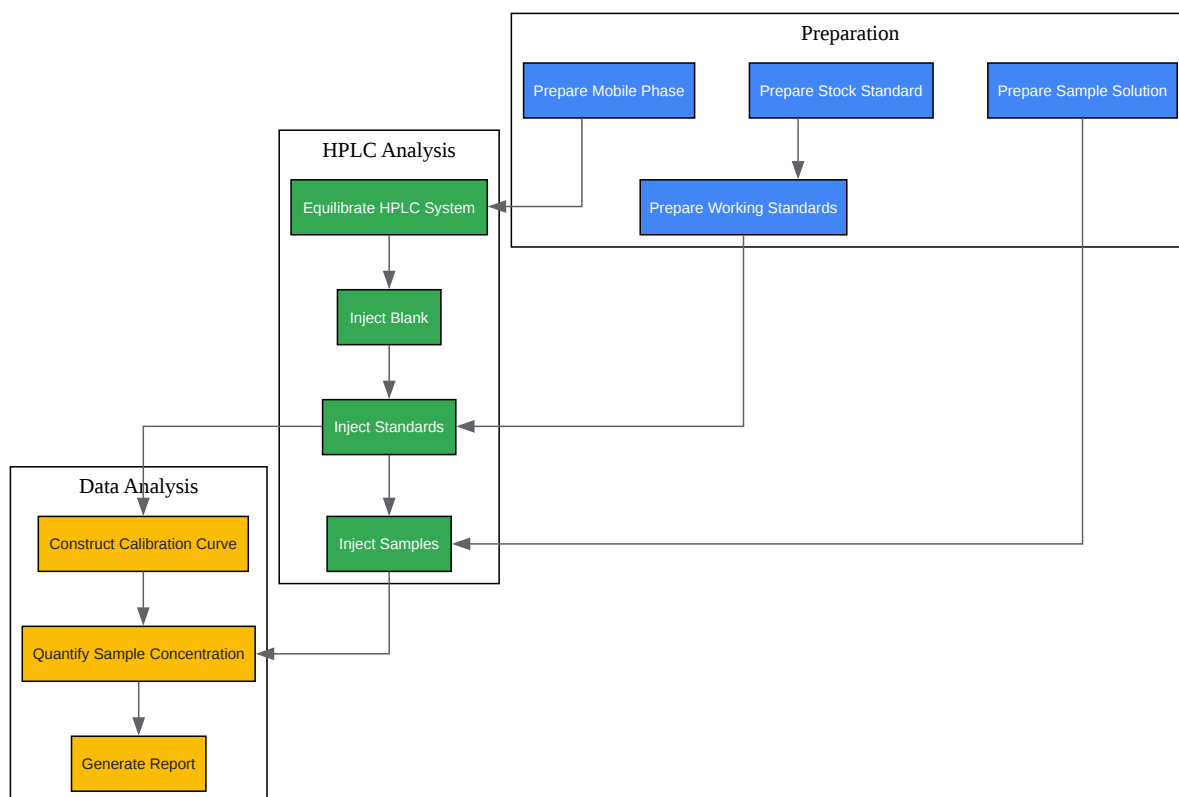 Preparation
Prepare Mobile Phase
Prepare Stock Standard
Prepare Sample Solution
Prepare Working Standards
HPLC Analysis
Equilibrate HPLC System
Inject Blank
Inject Standards
Inject Samples
Data Analysis
Construct Calibration Curve
Quantify Sample Concentration
Generate Report